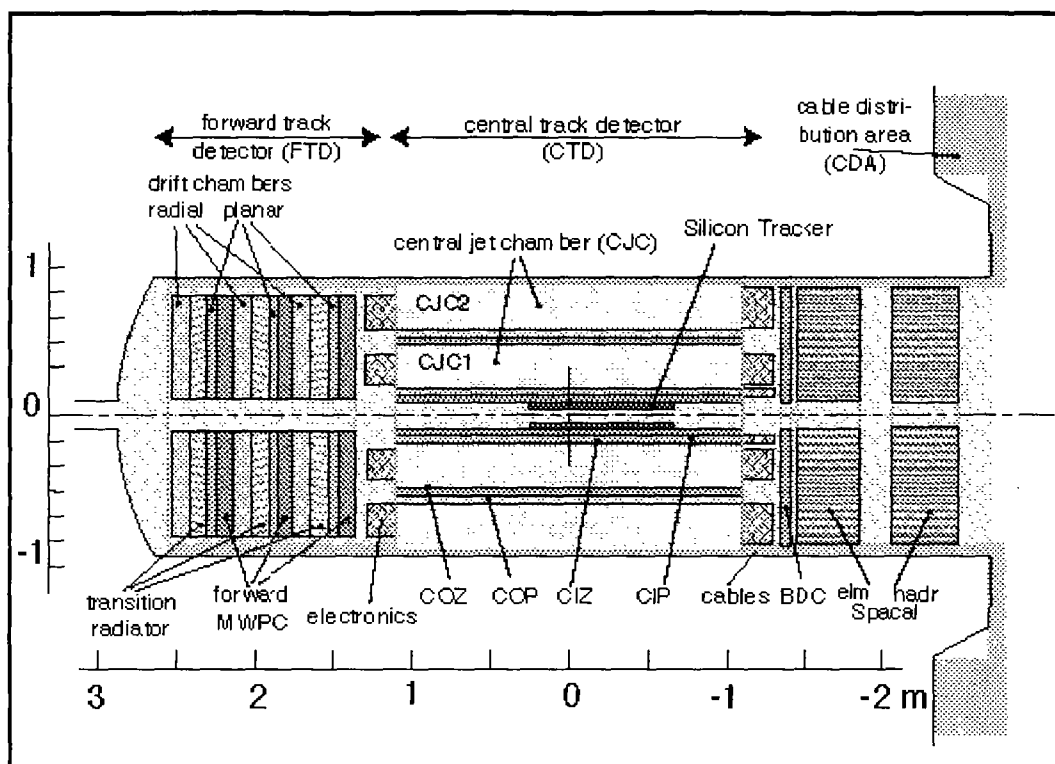 forward track
detector (FTD)
central track detector
(CTD)
cable distri-
bution area
(CDA)
drift chambers
radial planar
central jet chamber (CJC)
Silicon Tracker
1
CJC2
CJC1
0
-1
transition
radiator
forward
MWPC
electronics
COZ COP CIZ CIP
cables BDC
elm hadr
Spacal
3 2 1 0 -1 -2 m